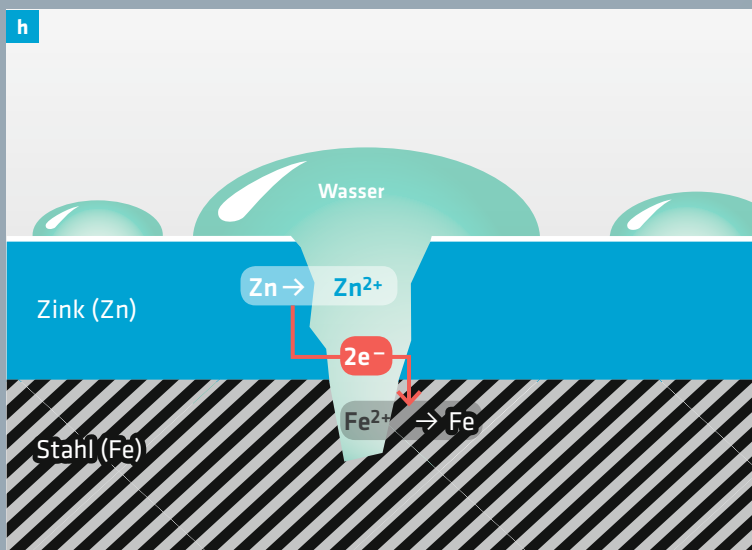 h
Wasser
Zn → Zn²⁺
Zink (Zn)
2e⁻
Fe²⁺ → Fe
Stahl (Fe)